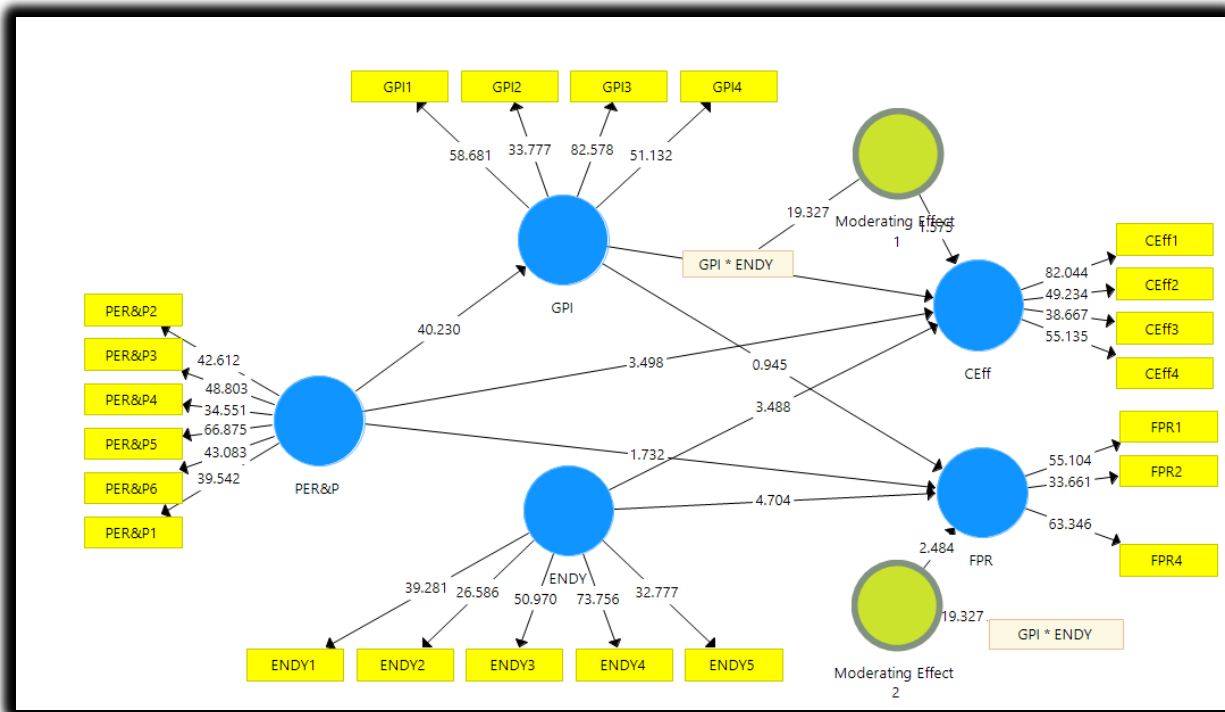 GPI1
GPI2
GPI3
GPI4
58.681
33.777
82.578
51.132
GPI
19.327
Moderating Effect
1
1.575
GPI * ENDY
CEff1
CEff2
CEff3
CEff4
82.044
49.234
38.667
55.135
CEff
PER&P2
PER&P3
PER&P4
PER&P5
PER&P6
PER&P1
42.612
48.803
34.551
66.875
43.083
39.542
PER&P
40.230
3.498
0.945
3.488
1.732
4.704
FPR1
FPR2
FPR4
55.104
33.661
63.346
FPR
2.484
19.327
GPI * ENDY
Moderating Effect
2
ENDY
39.281
26.586
50.970
73.756
32.777
ENDY1
ENDY2
ENDY3
ENDY4
ENDY5